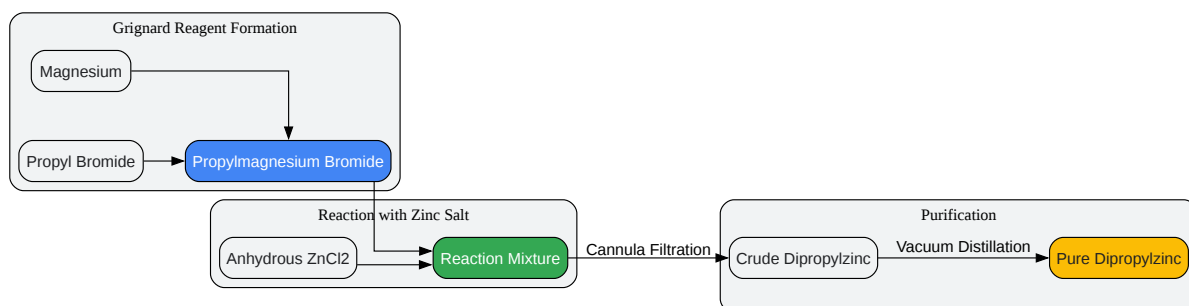 Grignard Reagent Formation
Magnesium
Propyl Bromide
Propylmagnesium Bromide
Reaction with Zinc Salt
Anhydrous ZnCl2
Reaction Mixture
Cannula Filtration
Purification
Crude Dipropylzinc
Vacuum Distillation
Pure Dipropylzinc